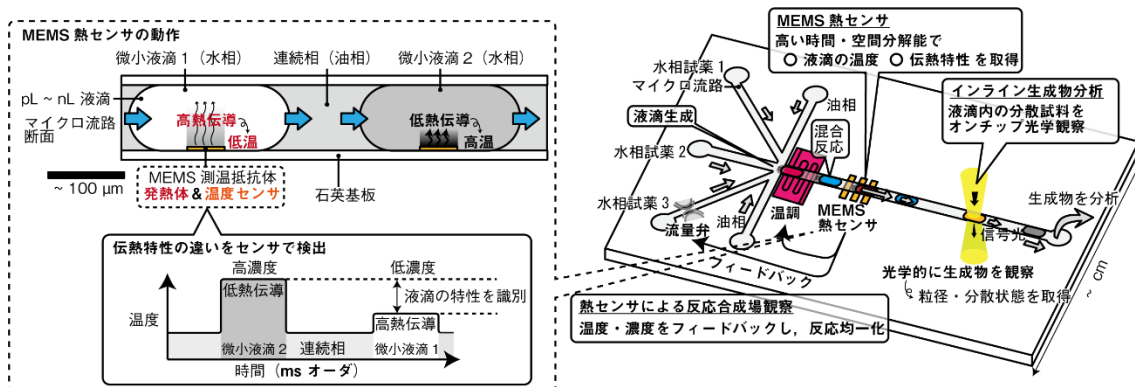 MEMS 熱センサの動作
微小液滴1（水相）
連続相（油相）
微小液滴2（水相）
pL ~ nL 液滴
マイクロ流路
断面
高熱伝導
低温
低熱伝導
高温
~ 100 μm
MEMS 測温抵抗体
発熱体&温度センサ
石英基板
伝熱特性の違いをセンサで検出
高濃度
低濃度
低熱伝導
液滴の特性を識別
温度
高熱伝導
微小液滴2
連続相
微小液滴1
時間（ms オーダ）
MEMS 熱センサ
高い時間・空間分解能で
○ 液滴の温度 ○ 伝熱特性 を取得
水相試薬1
マイクロ流路
油相
液滴生成
混合
反応
水相試薬2
インライン生成物分析
液滴内の分散試料を
オンチップ光学観察
水相試薬3
流量弁
油相
温調
MEMS
熱センサ
生成物を分析
信号光
フィードバック
光学的に生成物を観察
粒径・分散状態を取得
~ cm
熱センサによる反応合成場観察
温度・濃度をフィードバックし，反応均一化